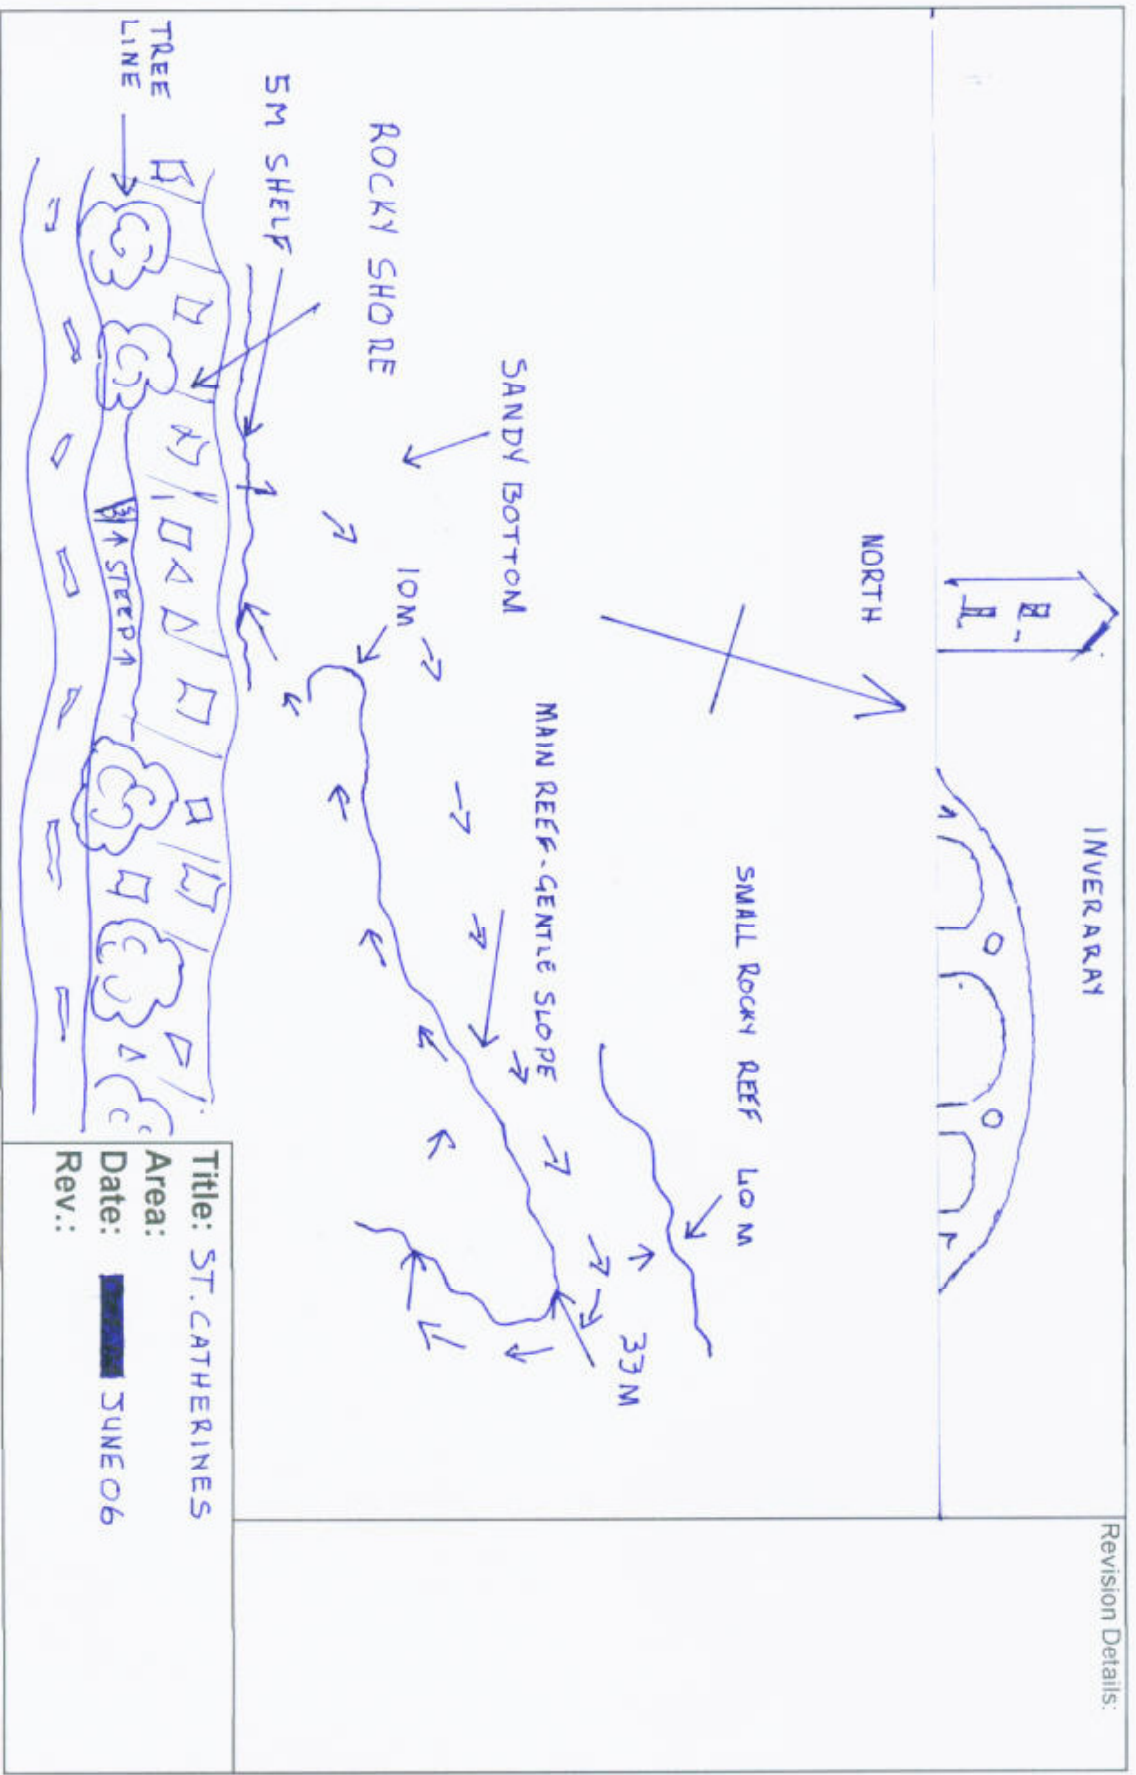 INVERARAY
NORTH
SMALL ROCKY REEF 40M
33M
MAIN REEF-GENTLE SLOPE
SANDY BOTTOM
10M
ROCKY SHORE
5M SHELF
TREE
LINE
STEEP
Revision Details:
Title: ST. CATHERINES
Area:
Date: JUNE 06
Rev.: